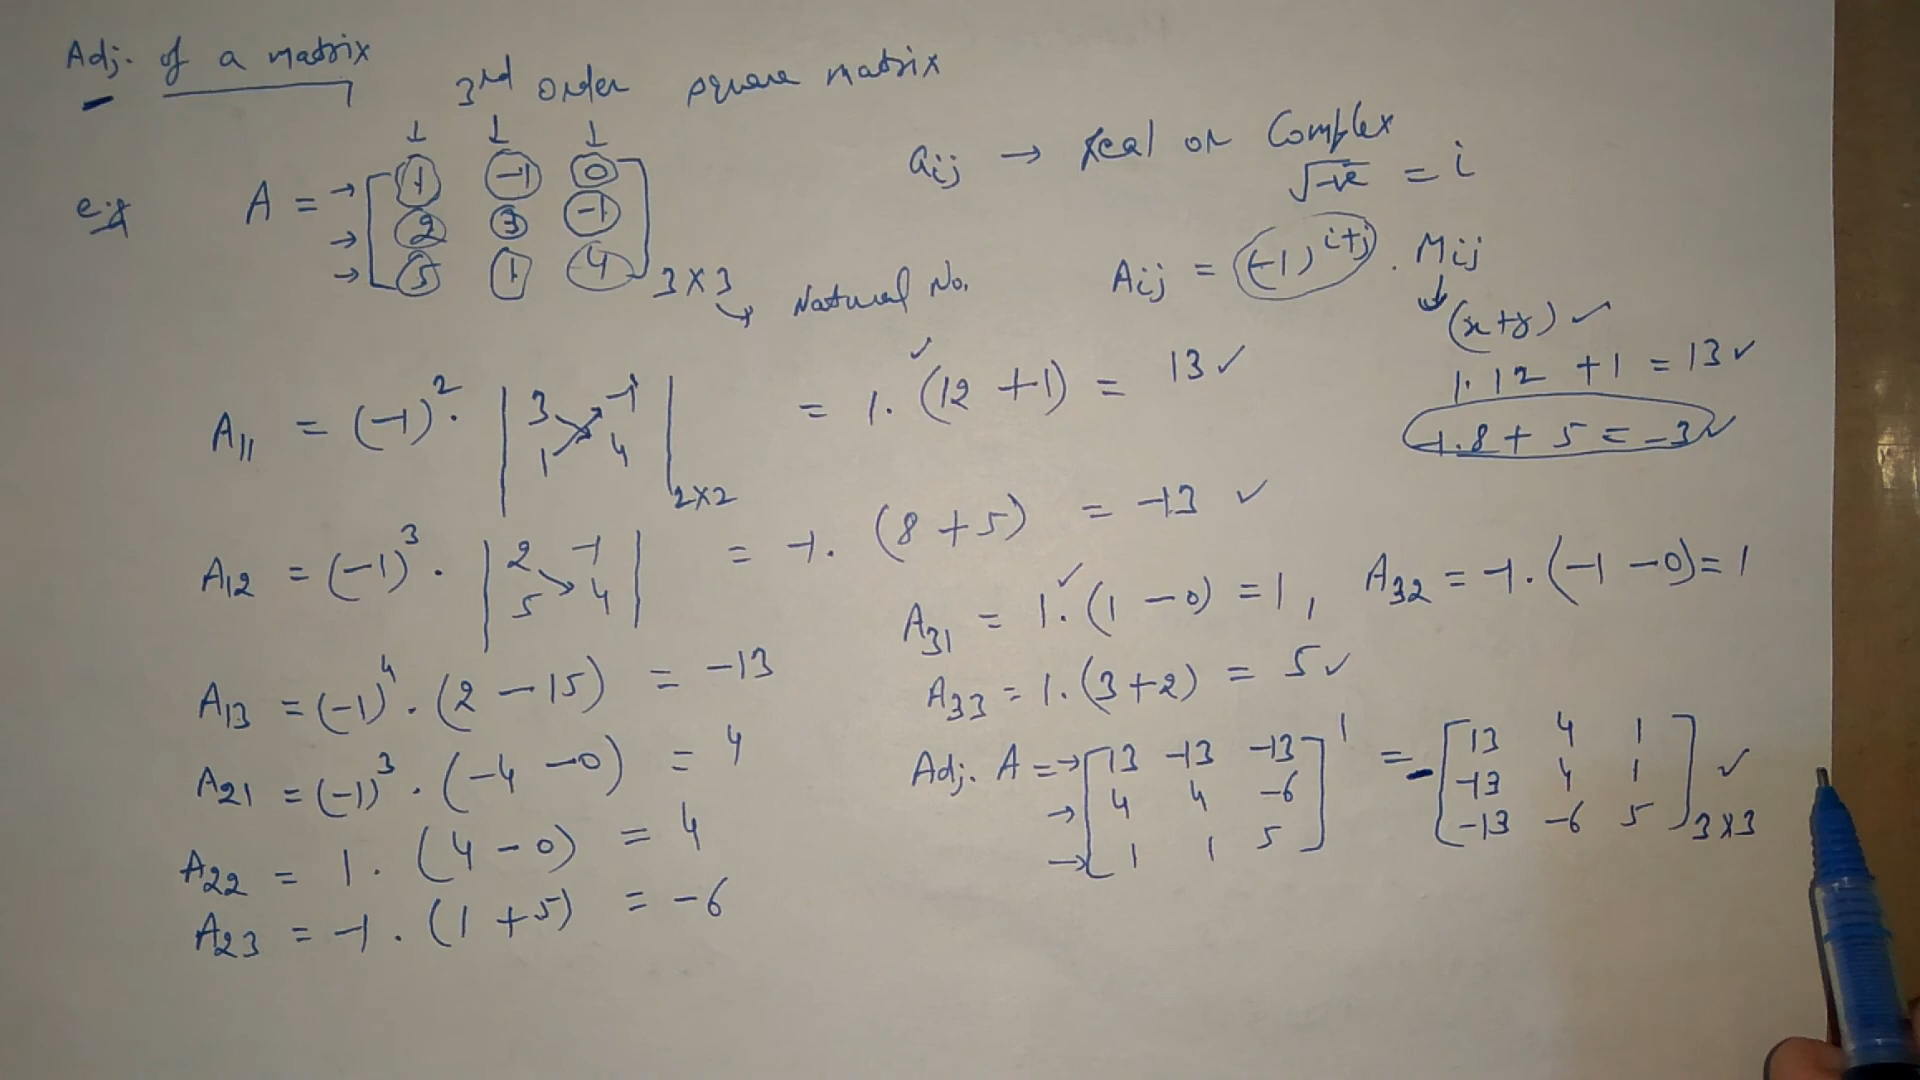 Adj. of a matrix
3rd order square matrix
e.g A = [ 1 -1 0
2 3 -1
5 1 4 ] 3×3 → Natural No.
aij → Real or Complex
√-ve = i
Aij = (-1)^i+j . Mij
(x+y) ✓
1.12 +1 = 13 ✓
-1.8 + 5 = -3 ✓
A11 = (-1)^2 . | 3 -1
1 4 | 2×2 = 1. (12 +1) = 13 ✓
A12 = (-1)^3 . | 2 -1
5 4 | = -1. (8 +5) = -13 ✓
A13 = (-1)^4 . (2 -15) = -13
A21 = (-1)^3 . (-4 -0) = 4
A22 = 1 . (4 -0) = 4
A23 = -1 . (1 +5) = -6
A31 = 1. (1 -0) = 1, A32 = -1. (-1 -0) = 1
A33 = 1. (3+2) = 5 ✓
Adj. A = [ 13 -13 -13 ]' = [ 13 4 1
4 4 -6 -13 4 1
1 1 5 -13 -6 5 ] 3×3 ✓